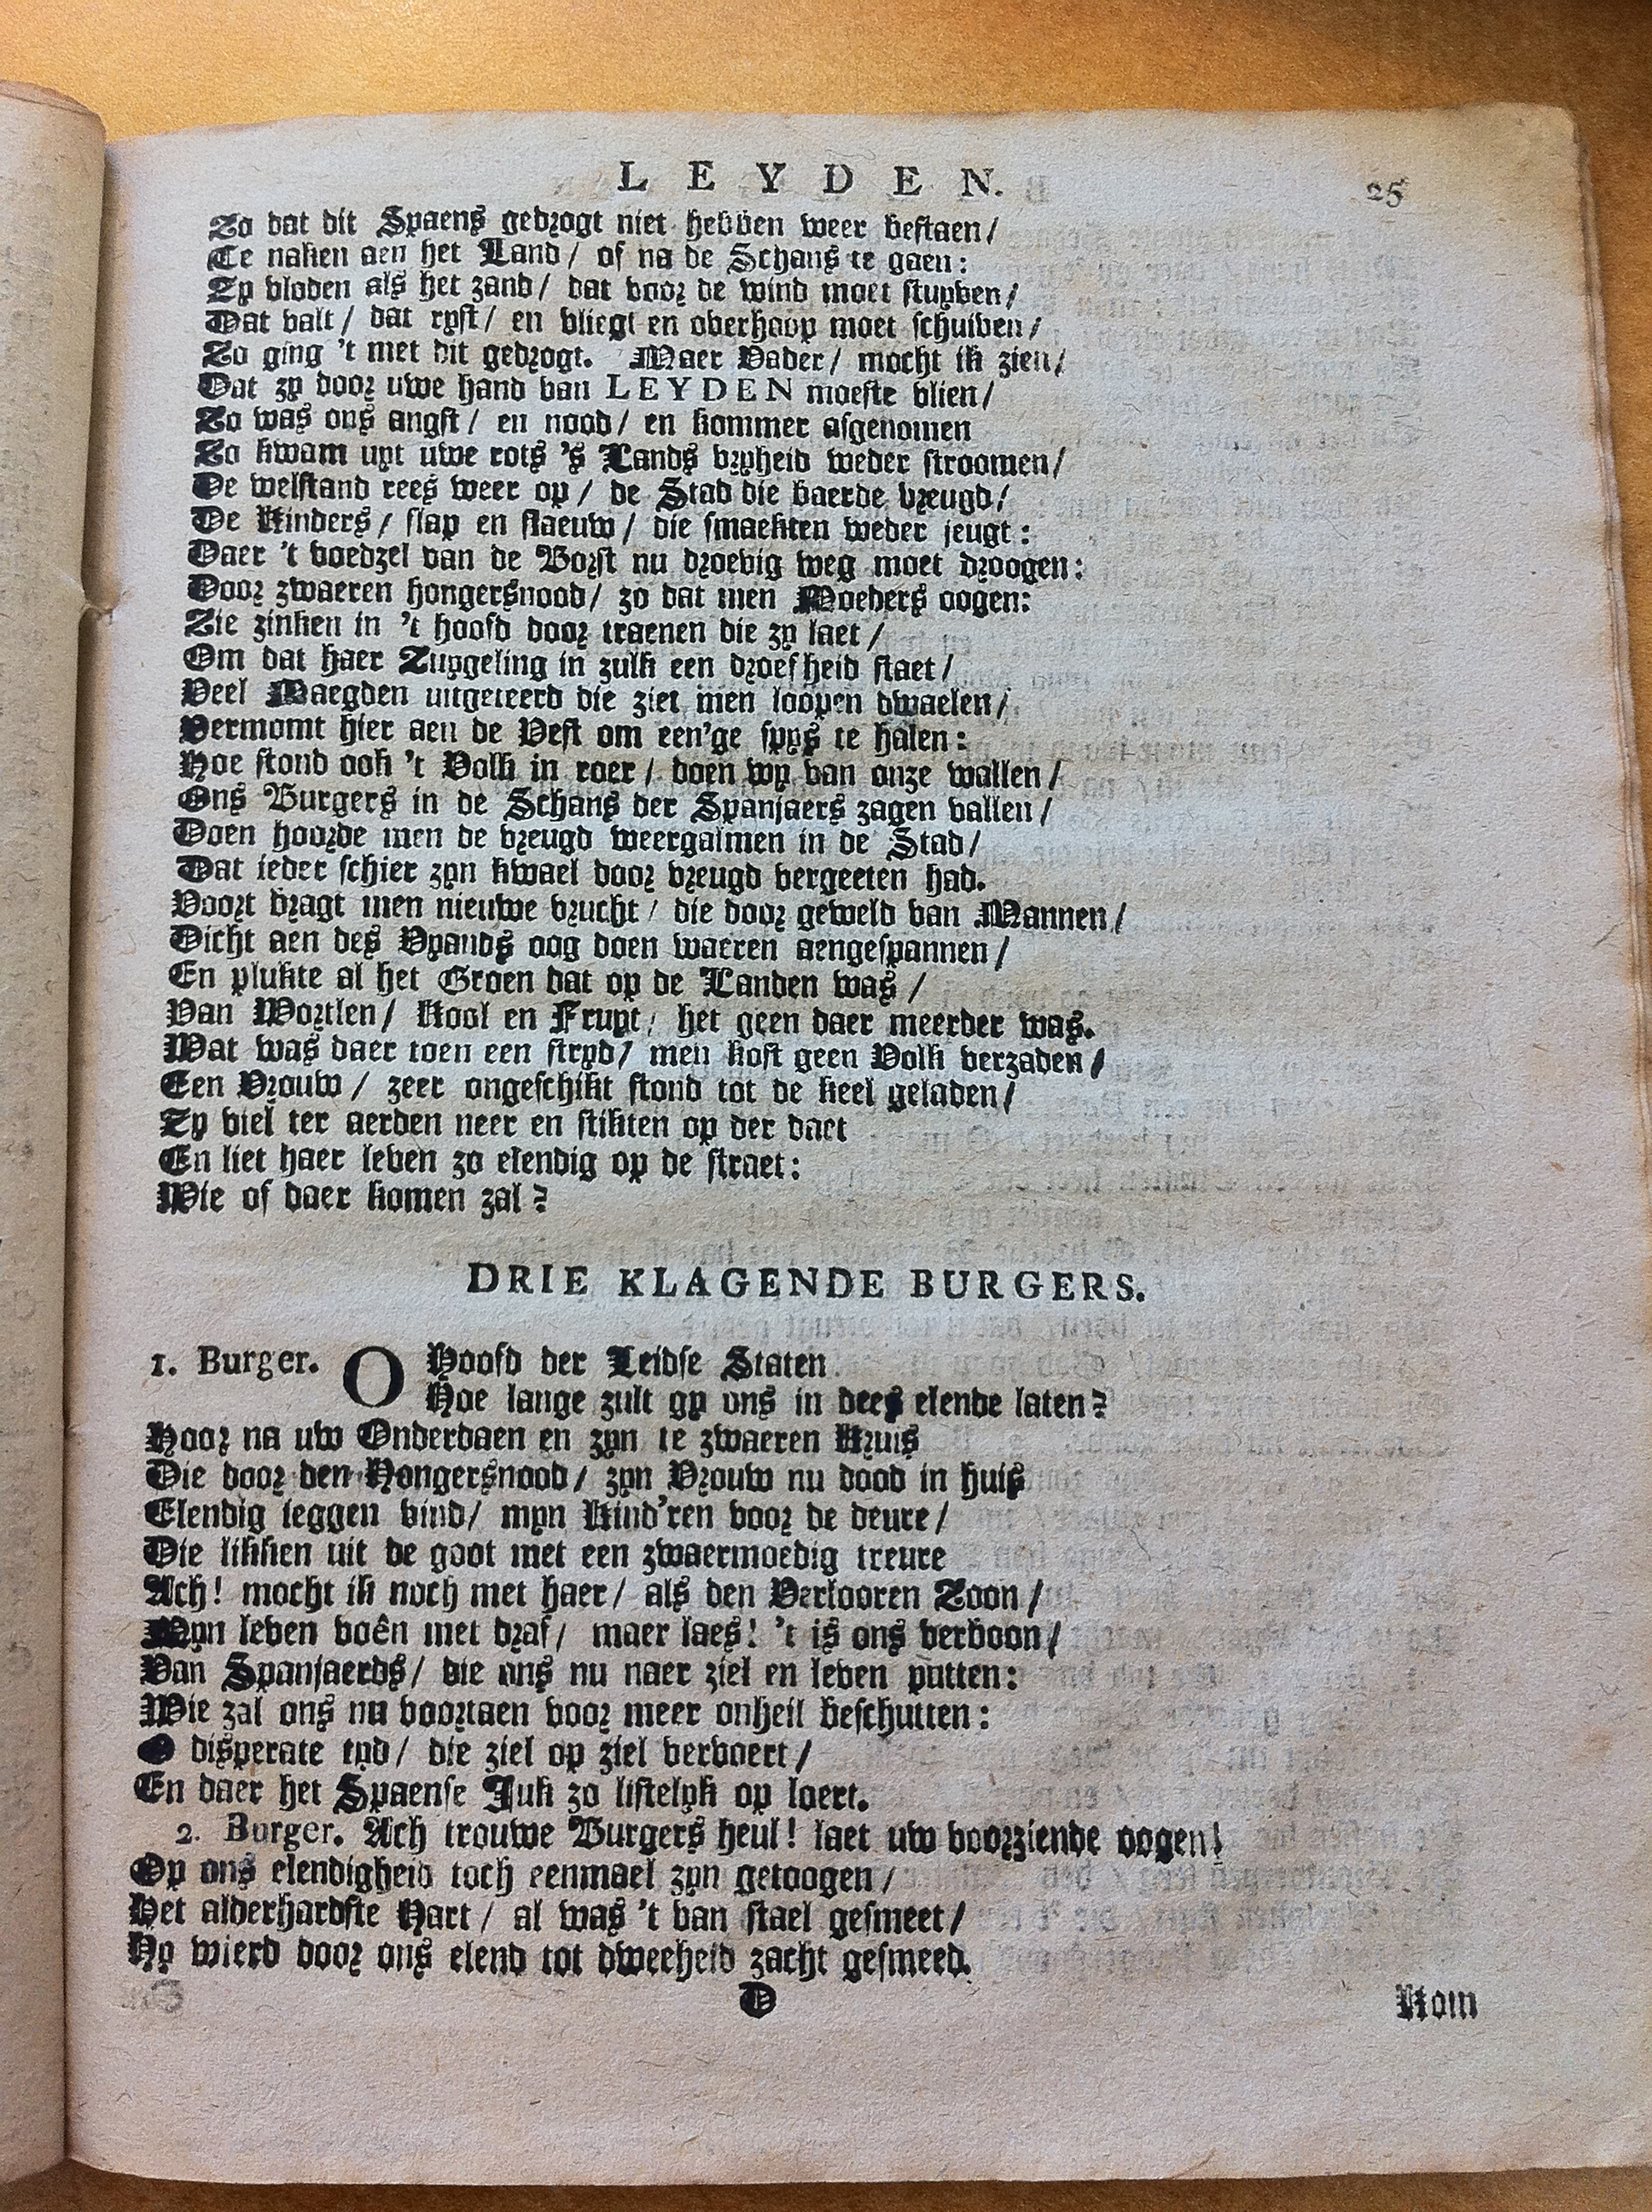 LEYDEN. 25
Zo dat dit Spaens gedrogt niet hebben weer bestaen/
Te naken aen het Land/ of na de Schans te gaen:
Zy vloden als het zand/ dat voor de wind moet stuyven/
Dat valt/ dat ryst/ en vliegt en overhoop moet schuiven/
Zo ging 't met dit gedrogt. Maer Vader/ mocht ik zien/
Dat zy door uwe hand van LEYDEN moeste vlien/
Zo was ons angst/ en nood/ en kommer afgenomen
Zo kwam uyt uwe rots 's Lands vryheid weder stroomen/
De welstand rees weer op/ de Stad die baerde vreugd/
De Kinders/ slap en flaeuw/ die smaekten weder jeugt:
Daer 't voedzel van de Borst nu droevig weg moet droogen:
Door zwaeren hongersnood/ zo dat men Moeders oogen:
Zie zinken in 't hoofd door traenen die zy laet/
Om dat haer Zuygeling in zulk een droefheid staet/
Veel Maegden uitgeteerd die ziet men loopen dwaelen/
Vermomt hier aen de Vest om een'ge spys te halen:
Hoe stond ook 't Volk in roer/ doen wy van onze wallen/
Ons Burgers in de Schans der Spanjaers zagen vallen/
Doen hoorde men de vreugd weergalmen in de Stad/
Dat ieder schier zyn kwael door vreugd vergeeten had.
Voort dragt men nieuwe vrucht/ die door geweld van Mannen/
Dicht aen des Vyands oog doen waeren aengespannen/
En plukte al het Groen dat op de Landen was/
Van Wortlen/ Kool en Fruyt/ het geen daer meerder was.
Wat was daer toen een stryd/ men kost geen Volk verzaden/
Een Vrouw/ zeer ongeschikt stond tot de keel geladen/
Zy viel ter aerden neer en stikten op der daet
En liet haer leven zo elendig op de straet:
Wie of daer komen zal?
DRIE KLAGENDE BURGERS.
1. Burger. O Hoofd der Leidse Staten
Hoe lange zult gy ons in dees elende laten?
Hoor na uw Onderdaen en zyn te zwaeren Kruis
Die door den Hongersnood/ zyn Vrouw nu dood in huis
Elendig leggen vind/ myn Kind'ren voor de deure/
Die likken uit de goot met een zwaermoedig treure
Ach! mocht ik noch met haer/ als den Verlooren Zoon/
Myn leven voên met draf/ maer laes! 't is ons verboon/
Van Spanjaerds/ die ons nu naer ziel en leven putten:
Wie zal ons nu voortaen voor meer onheil beschutten:
O disperate tyd/ die ziel op ziel vervoert/
En daer het Spaense Juk zo listelyk op loert.
2. Burger. Ach trouwe Burgers heul! laet uw voorziende oogen!
Op ons elendigheid toch eenmael zyn getoogen/
Het alderhardste Hart/ al was 't van stael gesmeet/
Hy wierd door ons elend tot dweeheid zacht gesmeed.
D Kom